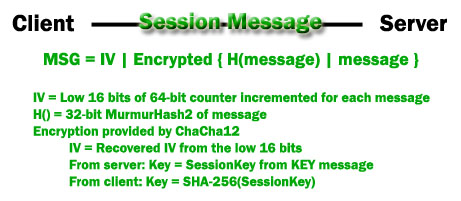 Client Session Message Server
MSG = IV | Encrypted { H(message) | message }
IV = Low 16 bits of 64-bit counter incremented for each message
H() = 32-bit MurmurHash2 of message
Encryption provided by ChaCha12
IV = Recovered IV from the low 16 bits
From server: Key = SessionKey from KEY message
From client: Key = SHA-256(SessionKey)